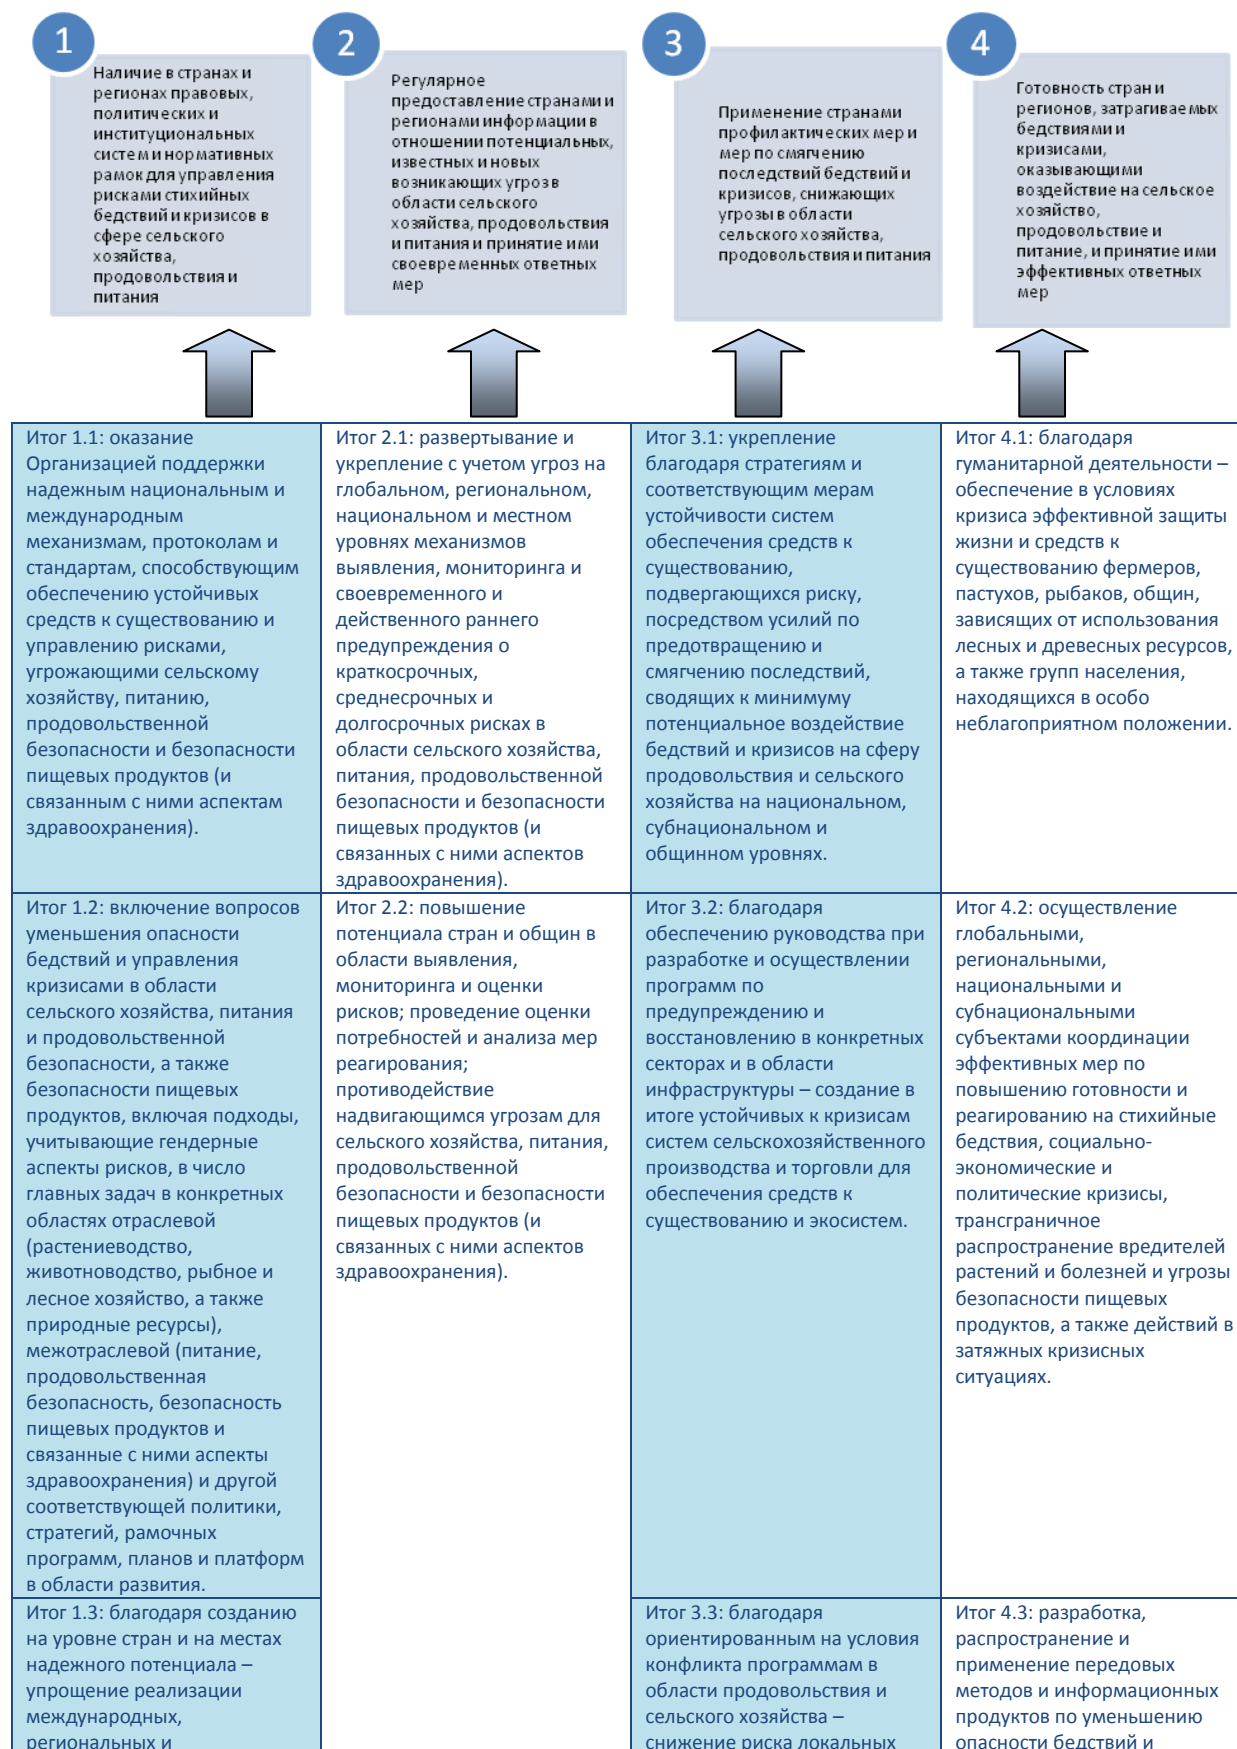 1
Наличие в странах и
регионах правовых,
политических и
институциональных
систем и нормативных
рамок для управления
рисками стихийных
бедствий и кризисов в
сфере сельского
хозяйства,
продовольствия и
питания
2
Регулярное
предоставление странами и
регионами информации в
отношении потенциальных,
известных и новых
возникающих угроз в
области сельского
хозяйства, продовольствия
и питания и принятие ими
своевременных ответных
мер
3
Применение странами
профилактических мер и
мер по смягчению
последствий бедствий и
кризисов, снижающих
угрозы в области
сельского хозяйства,
продовольствия и питания
4
Готовность стран и
регионов, затрагиваемых
бедствиями и
кризисами,
оказывающими
воздействие на сельское
хозяйство,
продовольствие и
питание, и принятие ими
эффективных ответных
мер
Итог 1.1: оказание
Организацией поддержки
надежным национальным и
международным
механизмам, протоколам и
стандартам, способствующим
обеспечению устойчивых
средств к существованию и
управлению рисками,
угрожающими сельскому
хозяйству, питанию,
продовольственной
безопасности и безопасности
пищевых продуктов (и
связанным с ними аспектам
здравоохранения).
Итог 2.1: развертывание и
укрепление с учетом угроз на
глобальном, региональном,
национальном и местном
уровнях механизмов
выявления, мониторинга и
своевременного и
действенного раннего
предупреждения о
краткосрочных,
среднесрочных и
долгосрочных рисках в
области сельского хозяйства,
питания, продовольственной
безопасности и безопасности
пищевых продуктов (и
связанных с ними аспектов
здравоохранения).
Итог 3.1: укрепление
благодаря стратегиям и
соответствующим мерам
устойчивости систем
обеспечения средств к
существованию,
подвергающихся риску,
посредством усилий по
предотвращению и
смягчению последствий,
сводящих к минимуму
потенциальное воздействие
бедствий и кризисов на сферу
продовольствия и сельского
хозяйства на национальном,
субнациональном и
общинном уровнях.
Итог 4.1: благодаря
гуманитарной деятельности –
обеспечение в условиях
кризиса эффективной защиты
жизни и средств к
существованию фермеров,
пастухов, рыбаков, общин,
зависящих от использования
лесных и древесных ресурсов,
а также групп населения,
находящихся в особо
неблагоприятном положении.
Итог 1.2: включение вопросов
уменьшения опасности
бедствий и управления
кризисами в области
сельского хозяйства, питания
и продовольственной
безопасности, а также
безопасности пищевых
продуктов, включая подходы,
учитывающие гендерные
аспекты рисков, в число
главных задач в конкретных
областях отраслевой
(растениеводство,
животноводство, рыбное и
лесное хозяйство, а также
природные ресурсы),
межотраслевой (питание,
продовольственная
безопасность, безопасность
пищевых продуктов и
связанные с ними аспекты
здравоохранения) и другой
соответствующей политики,
стратегий, рамочных
программ, планов и платформ
в области развития.
Итог 2.2: повышение
потенциала стран и общин в
области выявления,
мониторинга и оценки
рисков; проведение оценки
потребностей и анализа мер
реагирования;
противодействие
надвигающимся угрозам для
сельского хозяйства, питания,
продовольственной
безопасности и безопасности
пищевых продуктов (и
связанных с ними аспектов
здравоохранения).
Итог 3.2: благодаря
обеспечению руководства при
разработке и осуществлении
программ по
предупреждению и
восстановлению в конкретных
секторах и в области
инфраструктуры – создание в
итоге устойчивых к кризисам
систем сельскохозяйственного
производства и торговли для
обеспечения средств к
существованию и экосистем.
Итог 4.2: осуществление
глобальными,
региональными,
национальными и
субнациональными
субъектами координации
эффективных мер по
повышению готовности и
реагированию на стихийные
бедствия, социально-
экономические и
политические кризисы,
трансграничное
распространение вредителей
растений и болезней и угрозы
безопасности пищевых
продуктов, а также действий в
затяжных кризисных
ситуациях.
Итог 1.3: благодаря созданию
на уровне стран и на местах
надежного потенциала –
упрощение реализации
международных,
региональных и
Итог 3.3: благодаря
ориентированным на условия
конфликта программам в
области продовольствия и
сельского хозяйства –
снижение риска локальных
Итог 4.3: разработка,
распространение и
применение передовых
методов и информационных
продуктов по уменьшению
опасности бедствий и